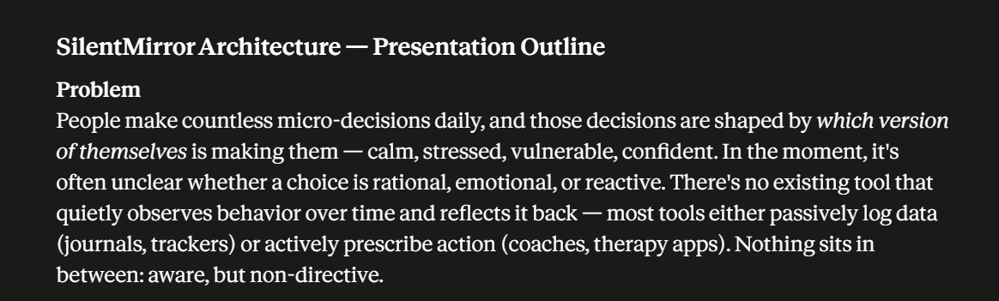 SilentMirror Architecture — Presentation Outline
Problem
People make countless micro-decisions daily, and those decisions are shaped by which version
of themselves is making them — calm, stressed, vulnerable, confident. In the moment, it's
often unclear whether a choice is rational, emotional, or reactive. There's no existing tool that
quietly observes behavior over time and reflects it back — most tools either passively log data
(journals, trackers) or actively prescribe action (coaches, therapy apps). Nothing sits in
between: aware, but non-directive.